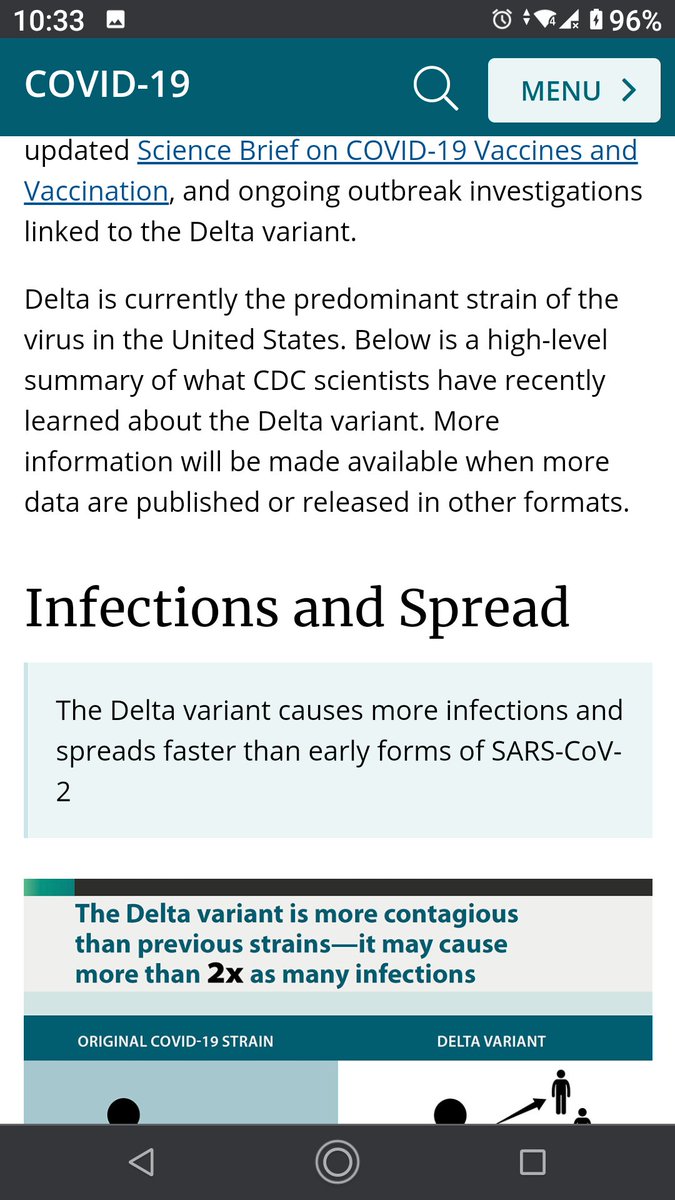 10:33
4
96%
COVID-19
MENU
updated Science Brief on COVID-19 Vaccines and
Vaccination, and ongoing outbreak investigations
linked to the Delta variant.
Delta is currently the predominant strain of the
virus in the United States. Below is a high-level
summary of what CDC scientists have recently
learned about the Delta variant. More
information will be made available when more
data are published or released in other formats.
Infections and Spread
The Delta variant causes more infections and
spreads faster than early forms of SARS-CoV-
2
The Delta variant is more contagious
than previous strains—it may cause
more than 2x as many infections
ORIGINAL COVID-19 STRAIN
DELTA VARIANT